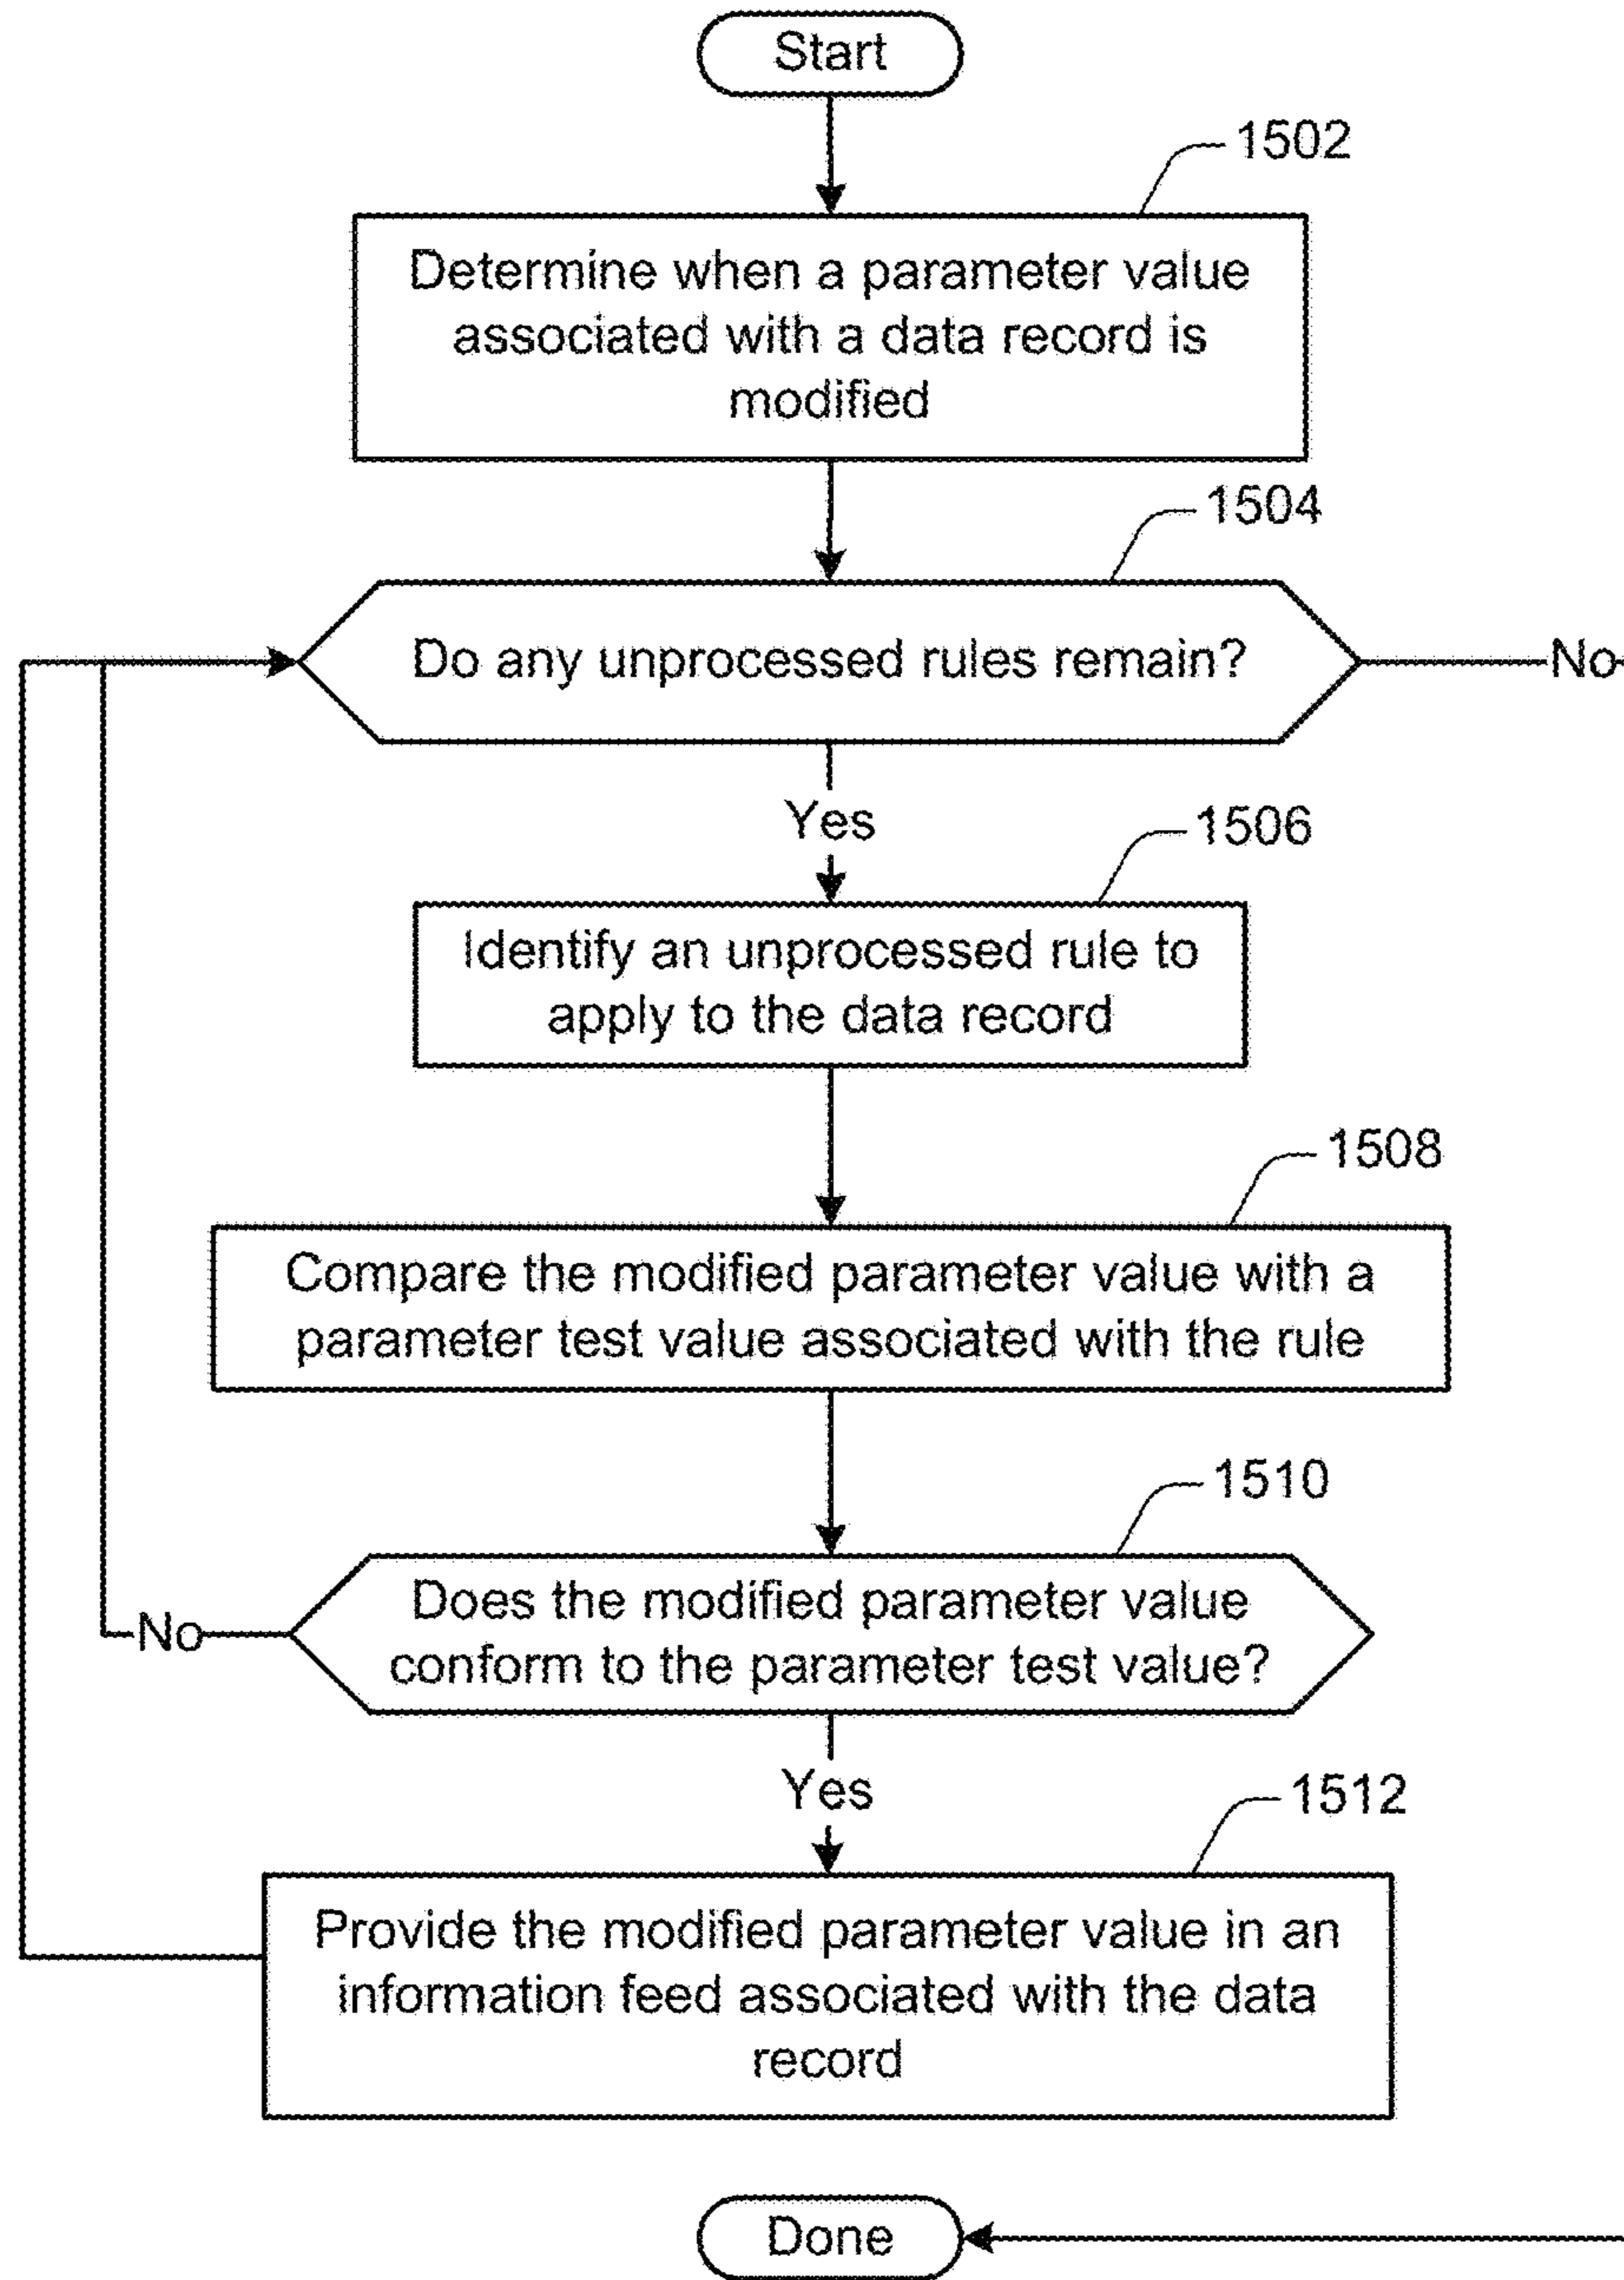 Start
1502
Determine when a parameter value
associated with a data record is
modified
1504
Do any unprocessed rules remain?
No
Yes
1506
Identify an unprocessed rule to
apply to the data record
1508
Compare the modified parameter value with a
parameter test value associated with the rule
1510
Does the modified parameter value
conform to the parameter test value?
No
Yes
1512
Provide the modified parameter value in an
information feed associated with the data
record
Done